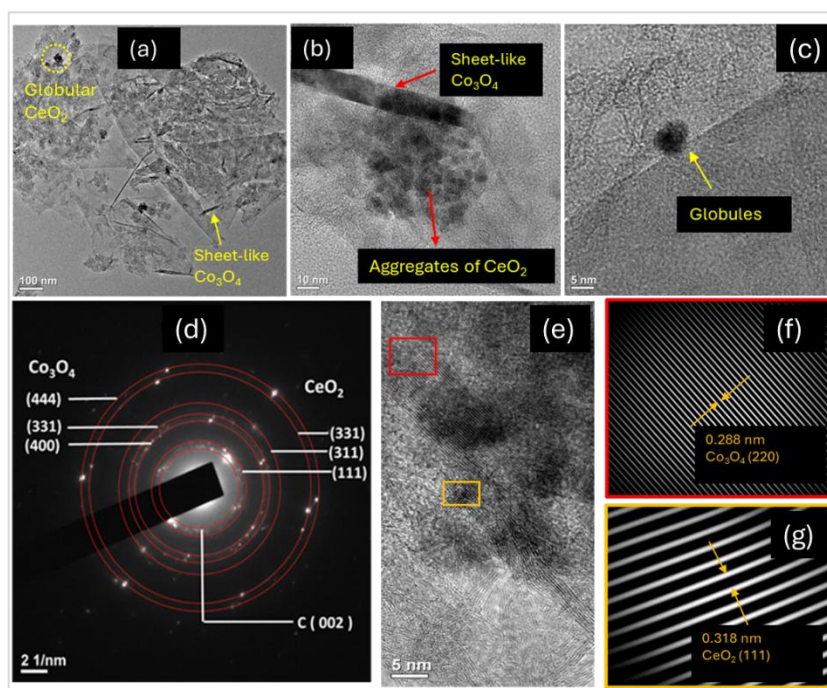 (a)
Globular
CeO₂
Sheet-like
Co₃O₄
100 nm
(b)
Sheet-like
Co₃O₄
Aggregates of CeO₂
10 nm
(c)
Globules
5 nm
(d)
Co₃O₄
(444)
(331)
(400)
CeO₂
(331)
(311)
(111)
C (002)
2 1/nm
(e)
5 nm
(f)
0.288 nm
Co₃O₄ (220)
(g)
0.318 nm
CeO₂ (111)